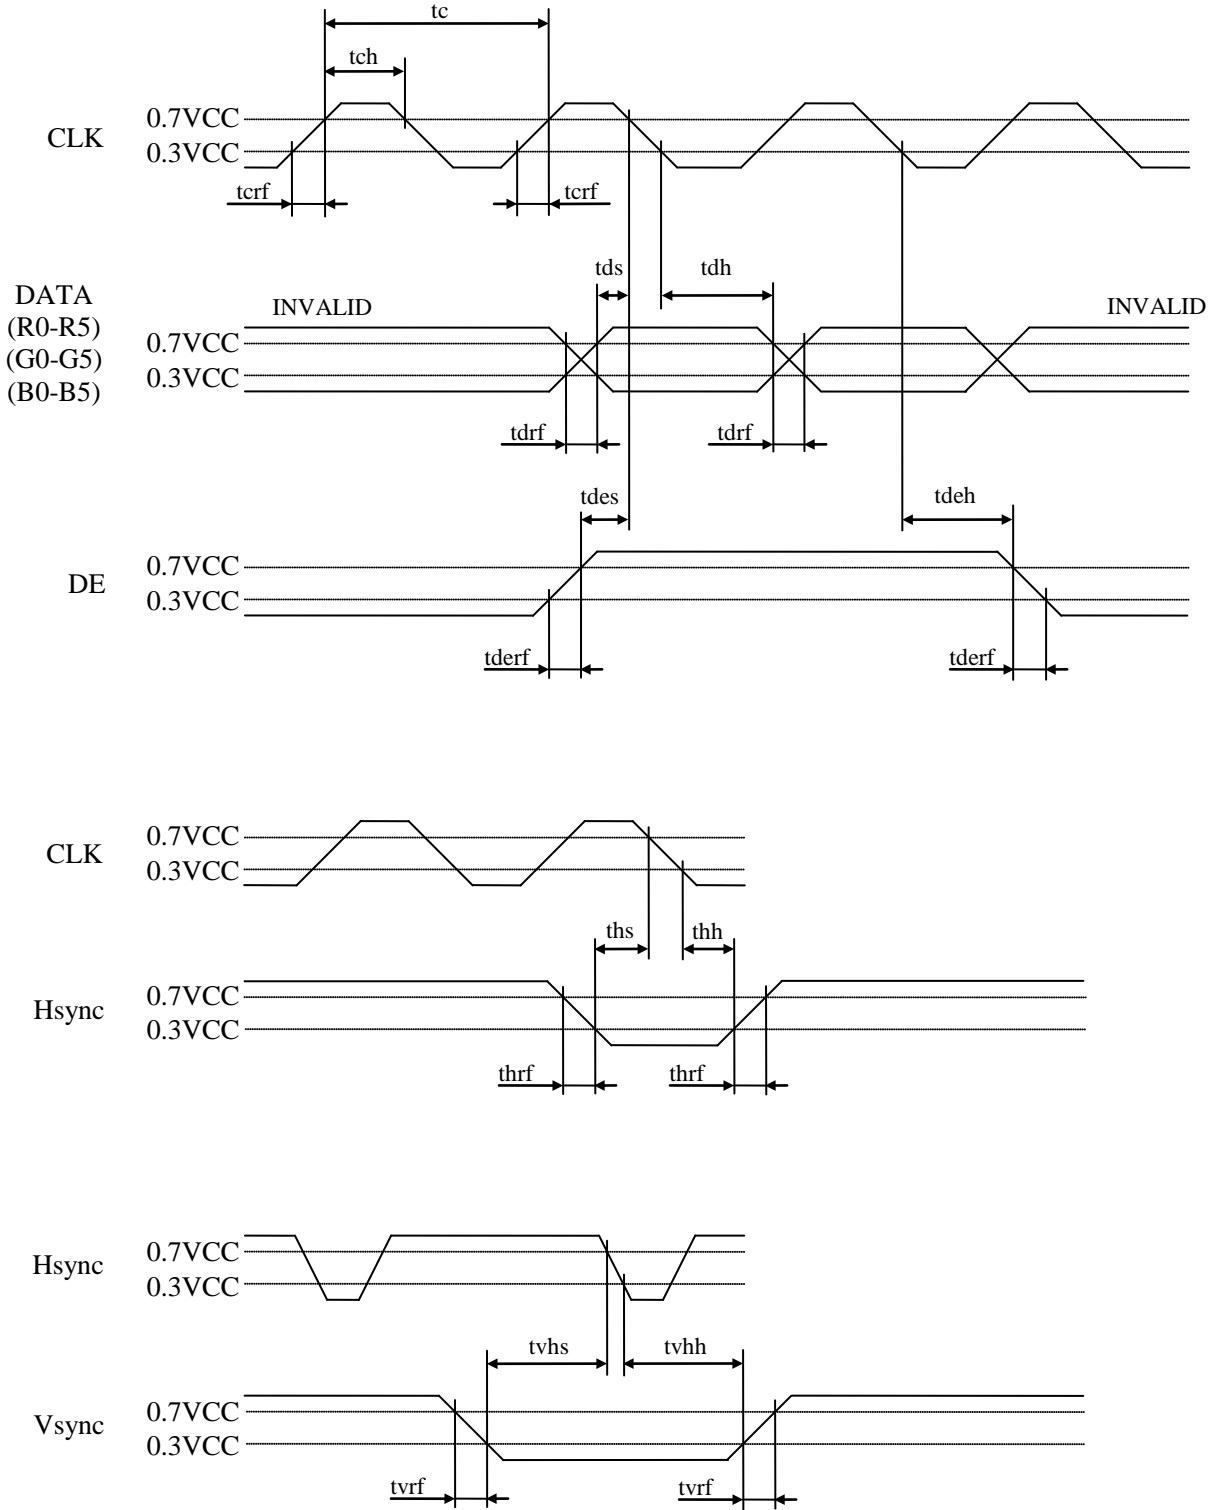 tc
tch
0.7VCC
CLK
0.3VCC
tcrf
tcrf
tds
tdh
DATA
(R0-R5)
(G0-G5)
(B0-B5)
INVALID
INVALID
0.7VCC
0.3VCC
tdrf
tdrf
tdes
tdeh
0.7VCC
DE
0.3VCC
tderf
tderf
0.7VCC
CLK
0.3VCC
ths
thh
0.7VCC
Hsync
0.3VCC
thrf
thrf
0.7VCC
Hsync
0.3VCC
tvhs
tvhh
0.7VCC
Vsync
0.3VCC
tvrf
tvrf